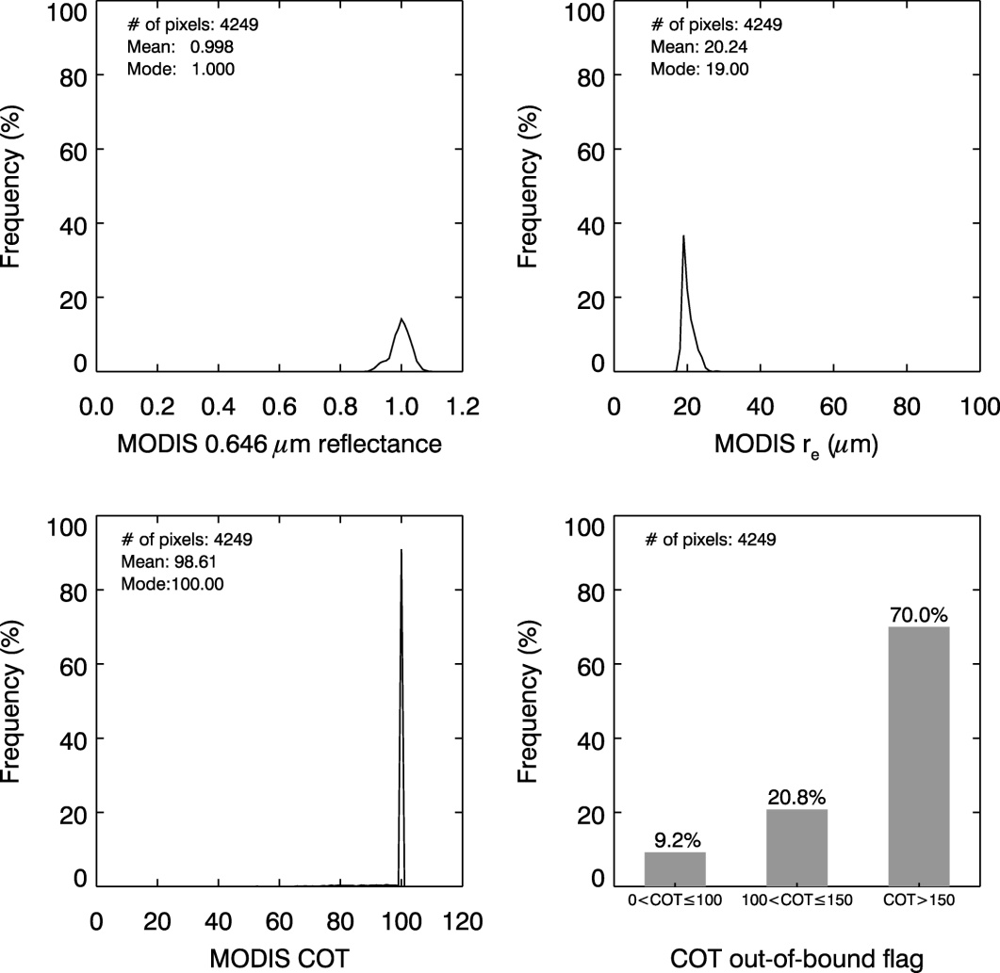 # of pixels: 4249
Mean: 0.998
Mode: 1.000
Frequency (%)
100
80
60
40
20
0
0.0 0.2 0.4 0.6 0.8 1.0 1.2
MODIS 0.646 μm reflectance
# of pixels: 4249
Mean: 20.24
Mode: 19.00
Frequency (%)
100
80
60
40
20
0
0 20 40 60 80 100
MODIS re (μm)
# of pixels: 4249
Mean: 98.61
Mode:100.00
Frequency (%)
100
80
60
40
20
0
0 20 40 60 80 100 120
MODIS COT
# of pixels: 4249
Frequency (%)
100
80
60
40
20
0
9.2%
20.8%
70.0%
0<COT≤100 100<COT≤150 COT>150
COT out-of-bound flag